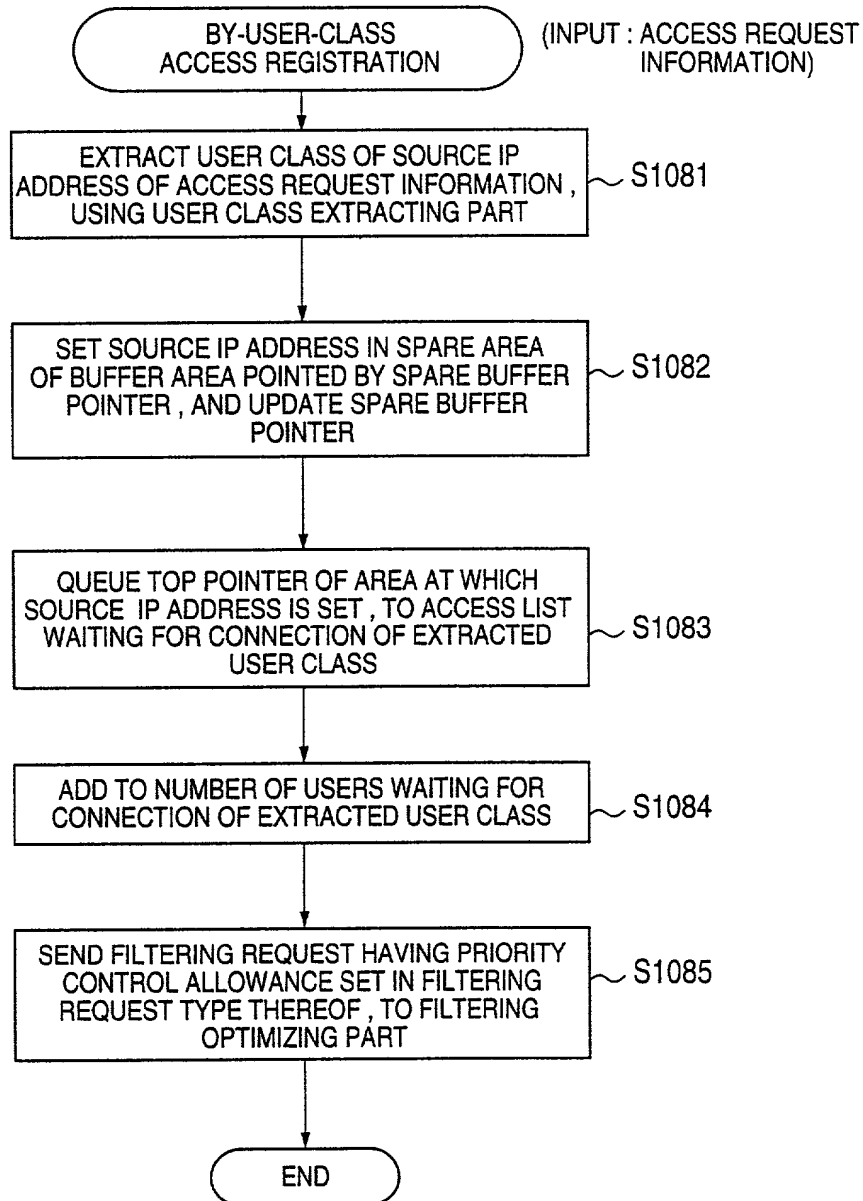 BY-USER-CLASS
ACCESS REGISTRATION
(INPUT : ACCESS REQUEST
INFORMATION)
EXTRACT USER CLASS OF SOURCE IP
ADDRESS OF ACCESS REQUEST INFORMATION ,
USING USER CLASS EXTRACTING PART
S1081
SET SOURCE IP ADDRESS IN SPARE AREA
OF BUFFER AREA POINTED BY SPARE BUFFER
POINTER , AND UPDATE SPARE BUFFER
POINTER
S1082
QUEUE TOP POINTER OF AREA AT WHICH
SOURCE IP ADDRESS IS SET , TO ACCESS LIST
WAITING FOR CONNECTION OF EXTRACTED
USER CLASS
S1083
ADD TO NUMBER OF USERS WAITING FOR
CONNECTION OF EXTRACTED USER CLASS
S1084
SEND FILTERING REQUEST HAVING PRIORITY
CONTROL ALLOWANCE SET IN FILTERING
REQUEST TYPE THEREOF , TO FILTERING
OPTIMIZING PART
S1085
END